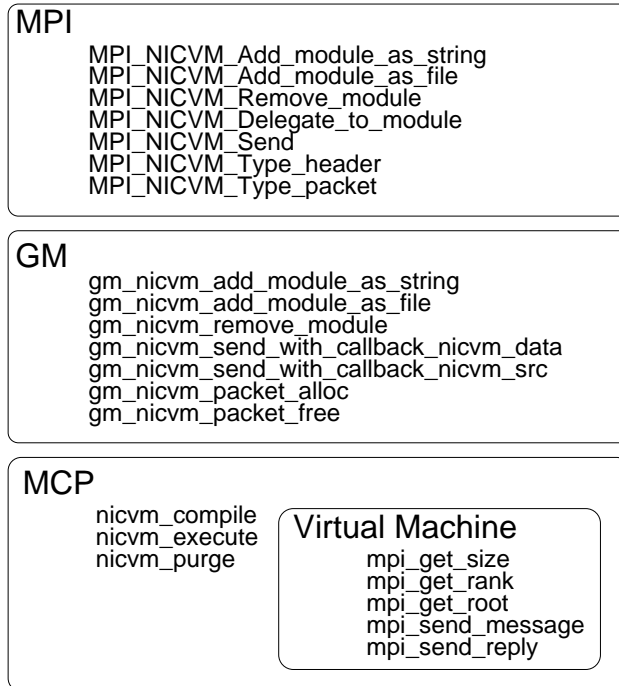 MPI
MPI_NICVM_Add_module_as_string
MPI_NICVM_Add_module_as_file
MPI_NICVM_Remove_module
MPI_NICVM_Delegate_to_module
MPI_NICVM_Send
MPI_NICVM_Type_header
MPI_NICVM_Type_packet
GM
gm_nicvm_add_module_as_string
gm_nicvm_add_module_as_file
gm_nicvm_remove_module
gm_nicvm_send_with_callback_nicvm_data
gm_nicvm_send_with_callback_nicvm_src
gm_nicvm_packet_alloc
gm_nicvm_packet_free
MCP
nicvm_compile
nicvm_execute
nicvm_purge
Virtual Machine
mpi_get_size
mpi_get_rank
mpi_get_root
mpi_send_message
mpi_send_reply